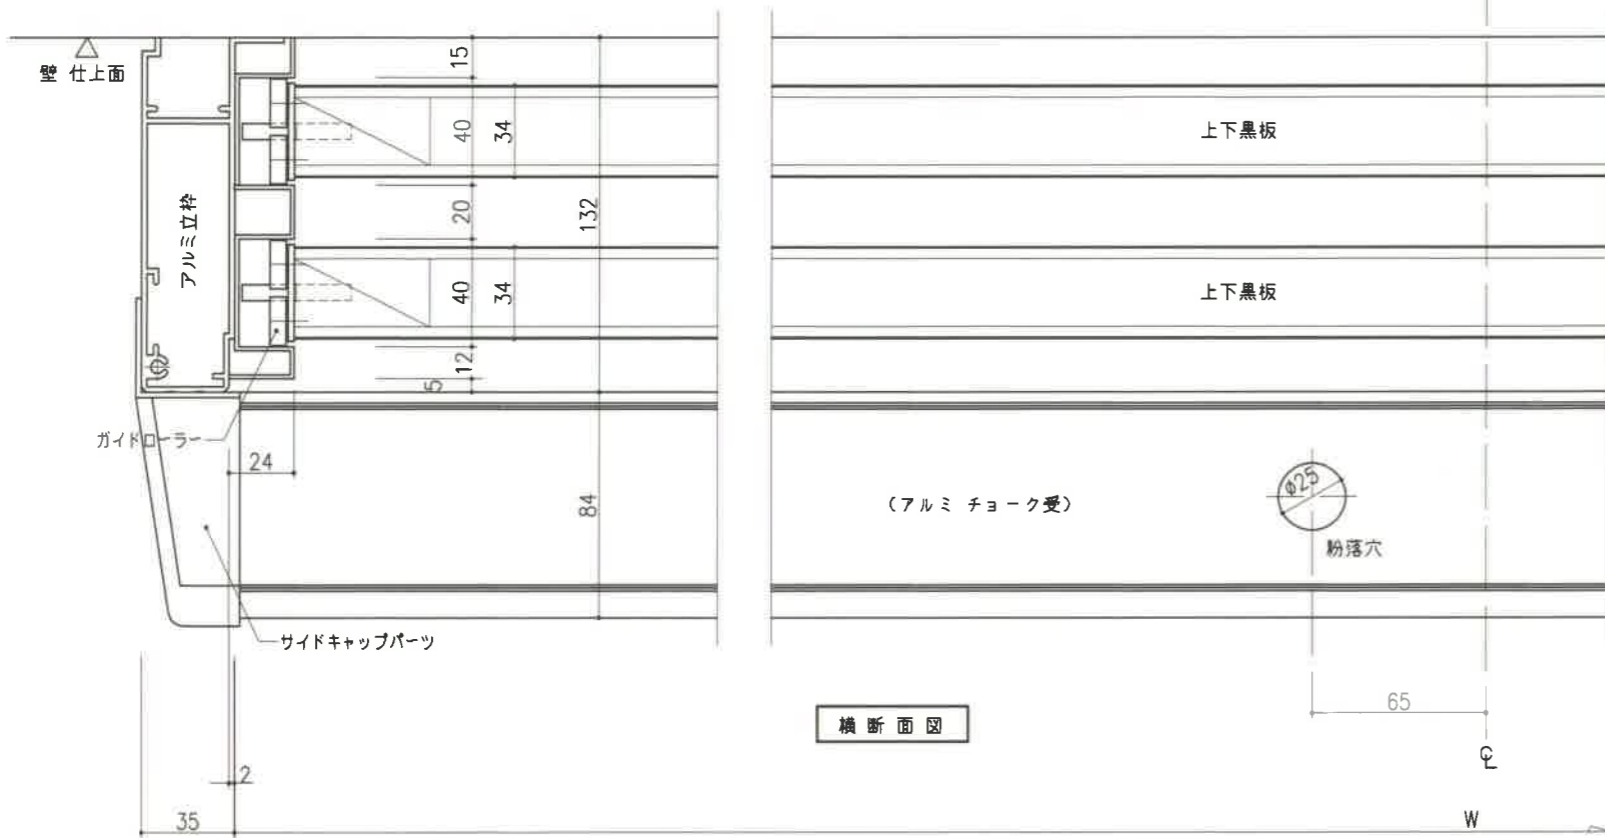 壁 仕上面
15
40
34
上下黒板
アルミ立枠
20
132
40
34
上下黒板
12
5
ガイドローラー
24
84
(アルミ チョーク受)
φ25
粉落穴
サイドキャップパーツ
65
横断面図
℄
2
35
W